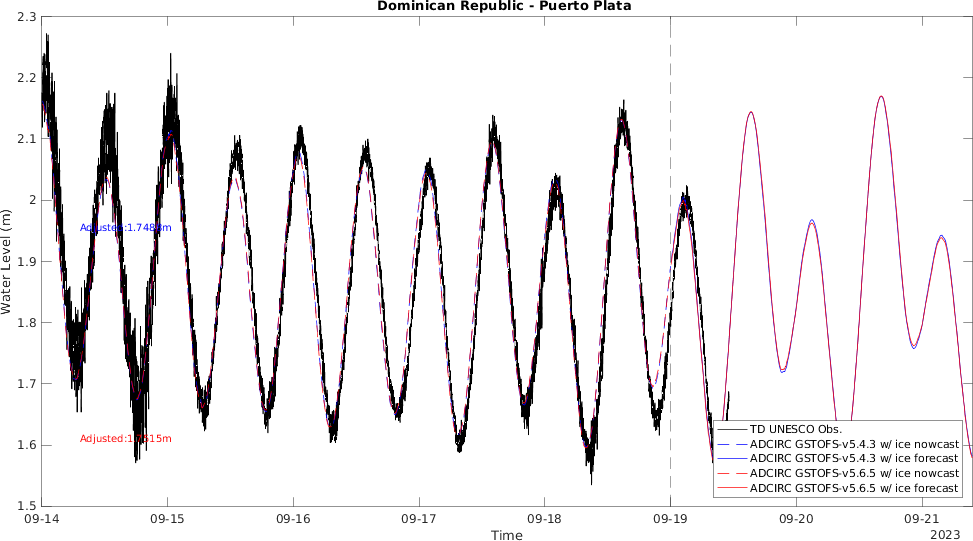 Dominican Republic - Puerto Plata
2.3
2.2
2.1
2
1.9
1.8
1.7
1.6
1.5
Water Level (m)
Adjusted:1.7488m
TD UNESCO Obs.
ADCIRC GSTOFS-v5.4.3 w/ ice nowcast
ADCIRC GSTOFS-v5.4.3 w/ ice forecast
ADCIRC GSTOFS-v5.6.5 w/ ice nowcast
ADCIRC GSTOFS-v5.6.5 w/ ice forecast
09-14
09-15
09-16
09-17
09-18
09-19
09-20
09-21
Time
2023